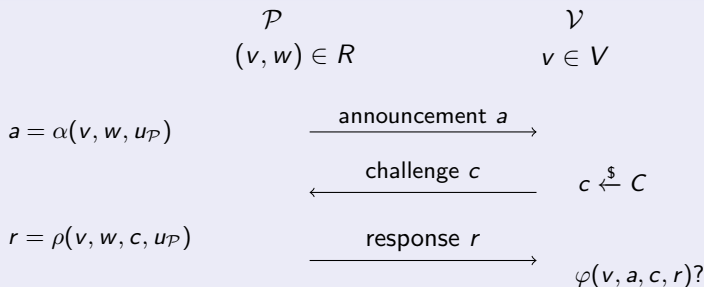 𝒫 𝒱
(v, w) ∈ R v ∈ V
a = α(v, w, u_𝒫) announcement a
challenge c c ←$ C
r = ρ(v, w, c, u_𝒫) response r
φ(v, a, c, r)?